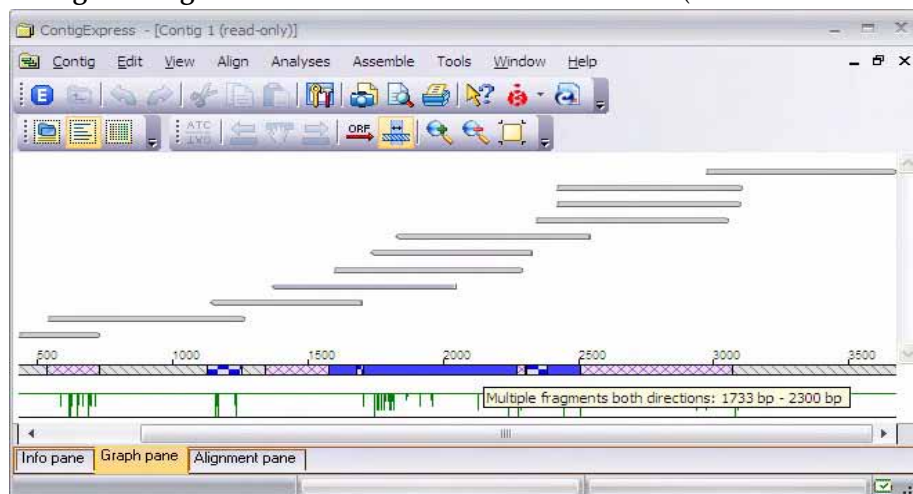 ContigExpress - [Contig 1 (read-only)]
Contig Edit View Align Analyses Assemble Tools Window Help
ATC
ORF
500 1000 1500 2000 2500 3000 3500
Multiple fragments both directions: 1733 bp - 2300 bp
Info pane Graph pane Alignment pane